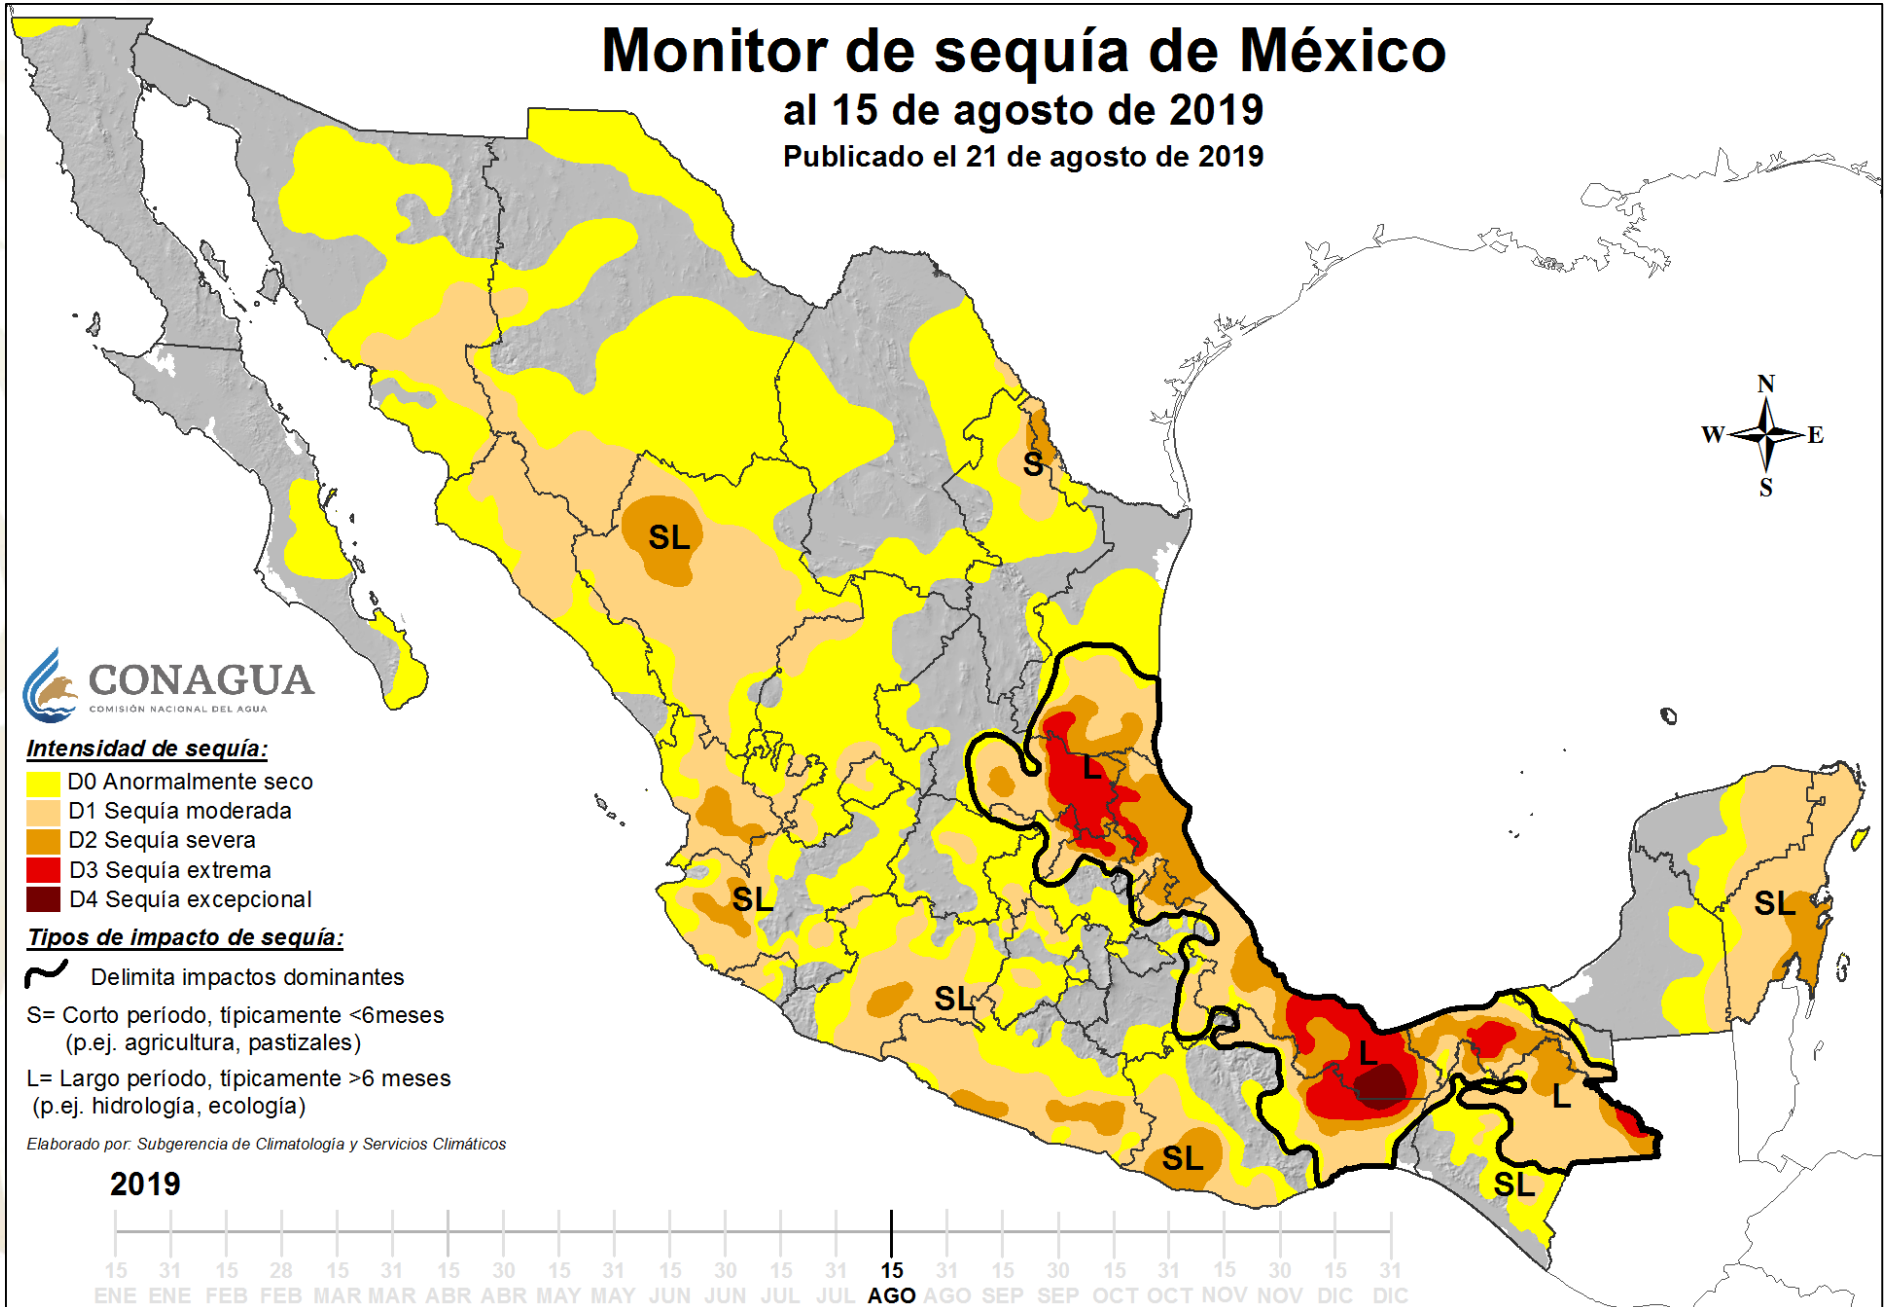 Monitor de sequía de México
al 15 de agosto de 2019
Publicado el 21 de agosto de 2019
N
W E
S
S
SL
CONAGUA
COMISIÓN NACIONAL DEL AGUA
Intensidad de sequía:
D0 Anormalmente seco
D1 Sequía moderada
D2 Sequía severa
D3 Sequía extrema
D4 Sequía excepcional
L
SL
SL
SL
Tipos de impacto de sequía:
Delimita impactos dominantes
S= Corto período, típicamente <6meses
(p.ej. agricultura, pastizales)
L= Largo período, típicamente >6 meses
(p.ej. hidrología, ecología)
L
L
SL
SL
Elaborado por: Subgerencia de Climatología y Servicios Climáticos
2019
15 31 15 28 15 31 15 30 15 31 15 30 15 31 15 31 15 30 15 31 15 30 15 31
ENE ENE FEB FEB MAR MAR ABR ABR MAY MAY JUN JUN JUL JUL AGO AGO SEP SEP OCT OCT NOV NOV DIC DIC